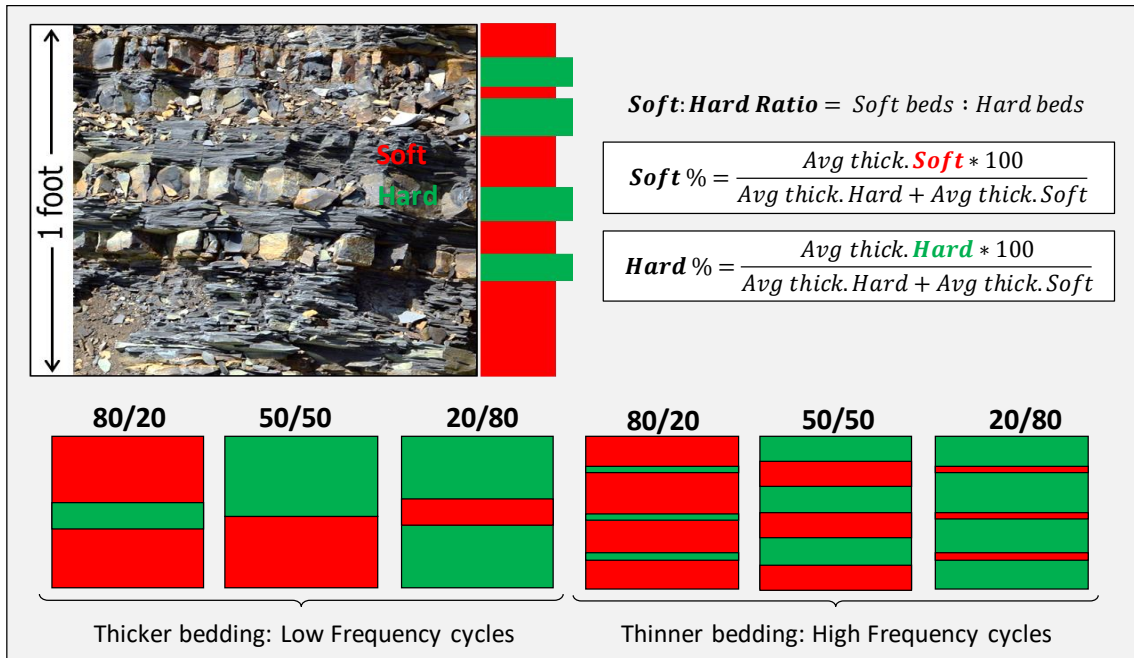 1 foot
Soft
Hard
Soft: Hard Ratio = Soft beds : Hard beds
Soft % = Avg thick. Soft * 100 / Avg thick. Hard + Avg thick. Soft
Hard % = Avg thick. Hard * 100 / Avg thick. Hard + Avg thick. Soft
80/20 50/50 20/80 80/20 50/50 20/80
Thicker bedding: Low Frequency cycles
Thinner bedding: High Frequency cycles